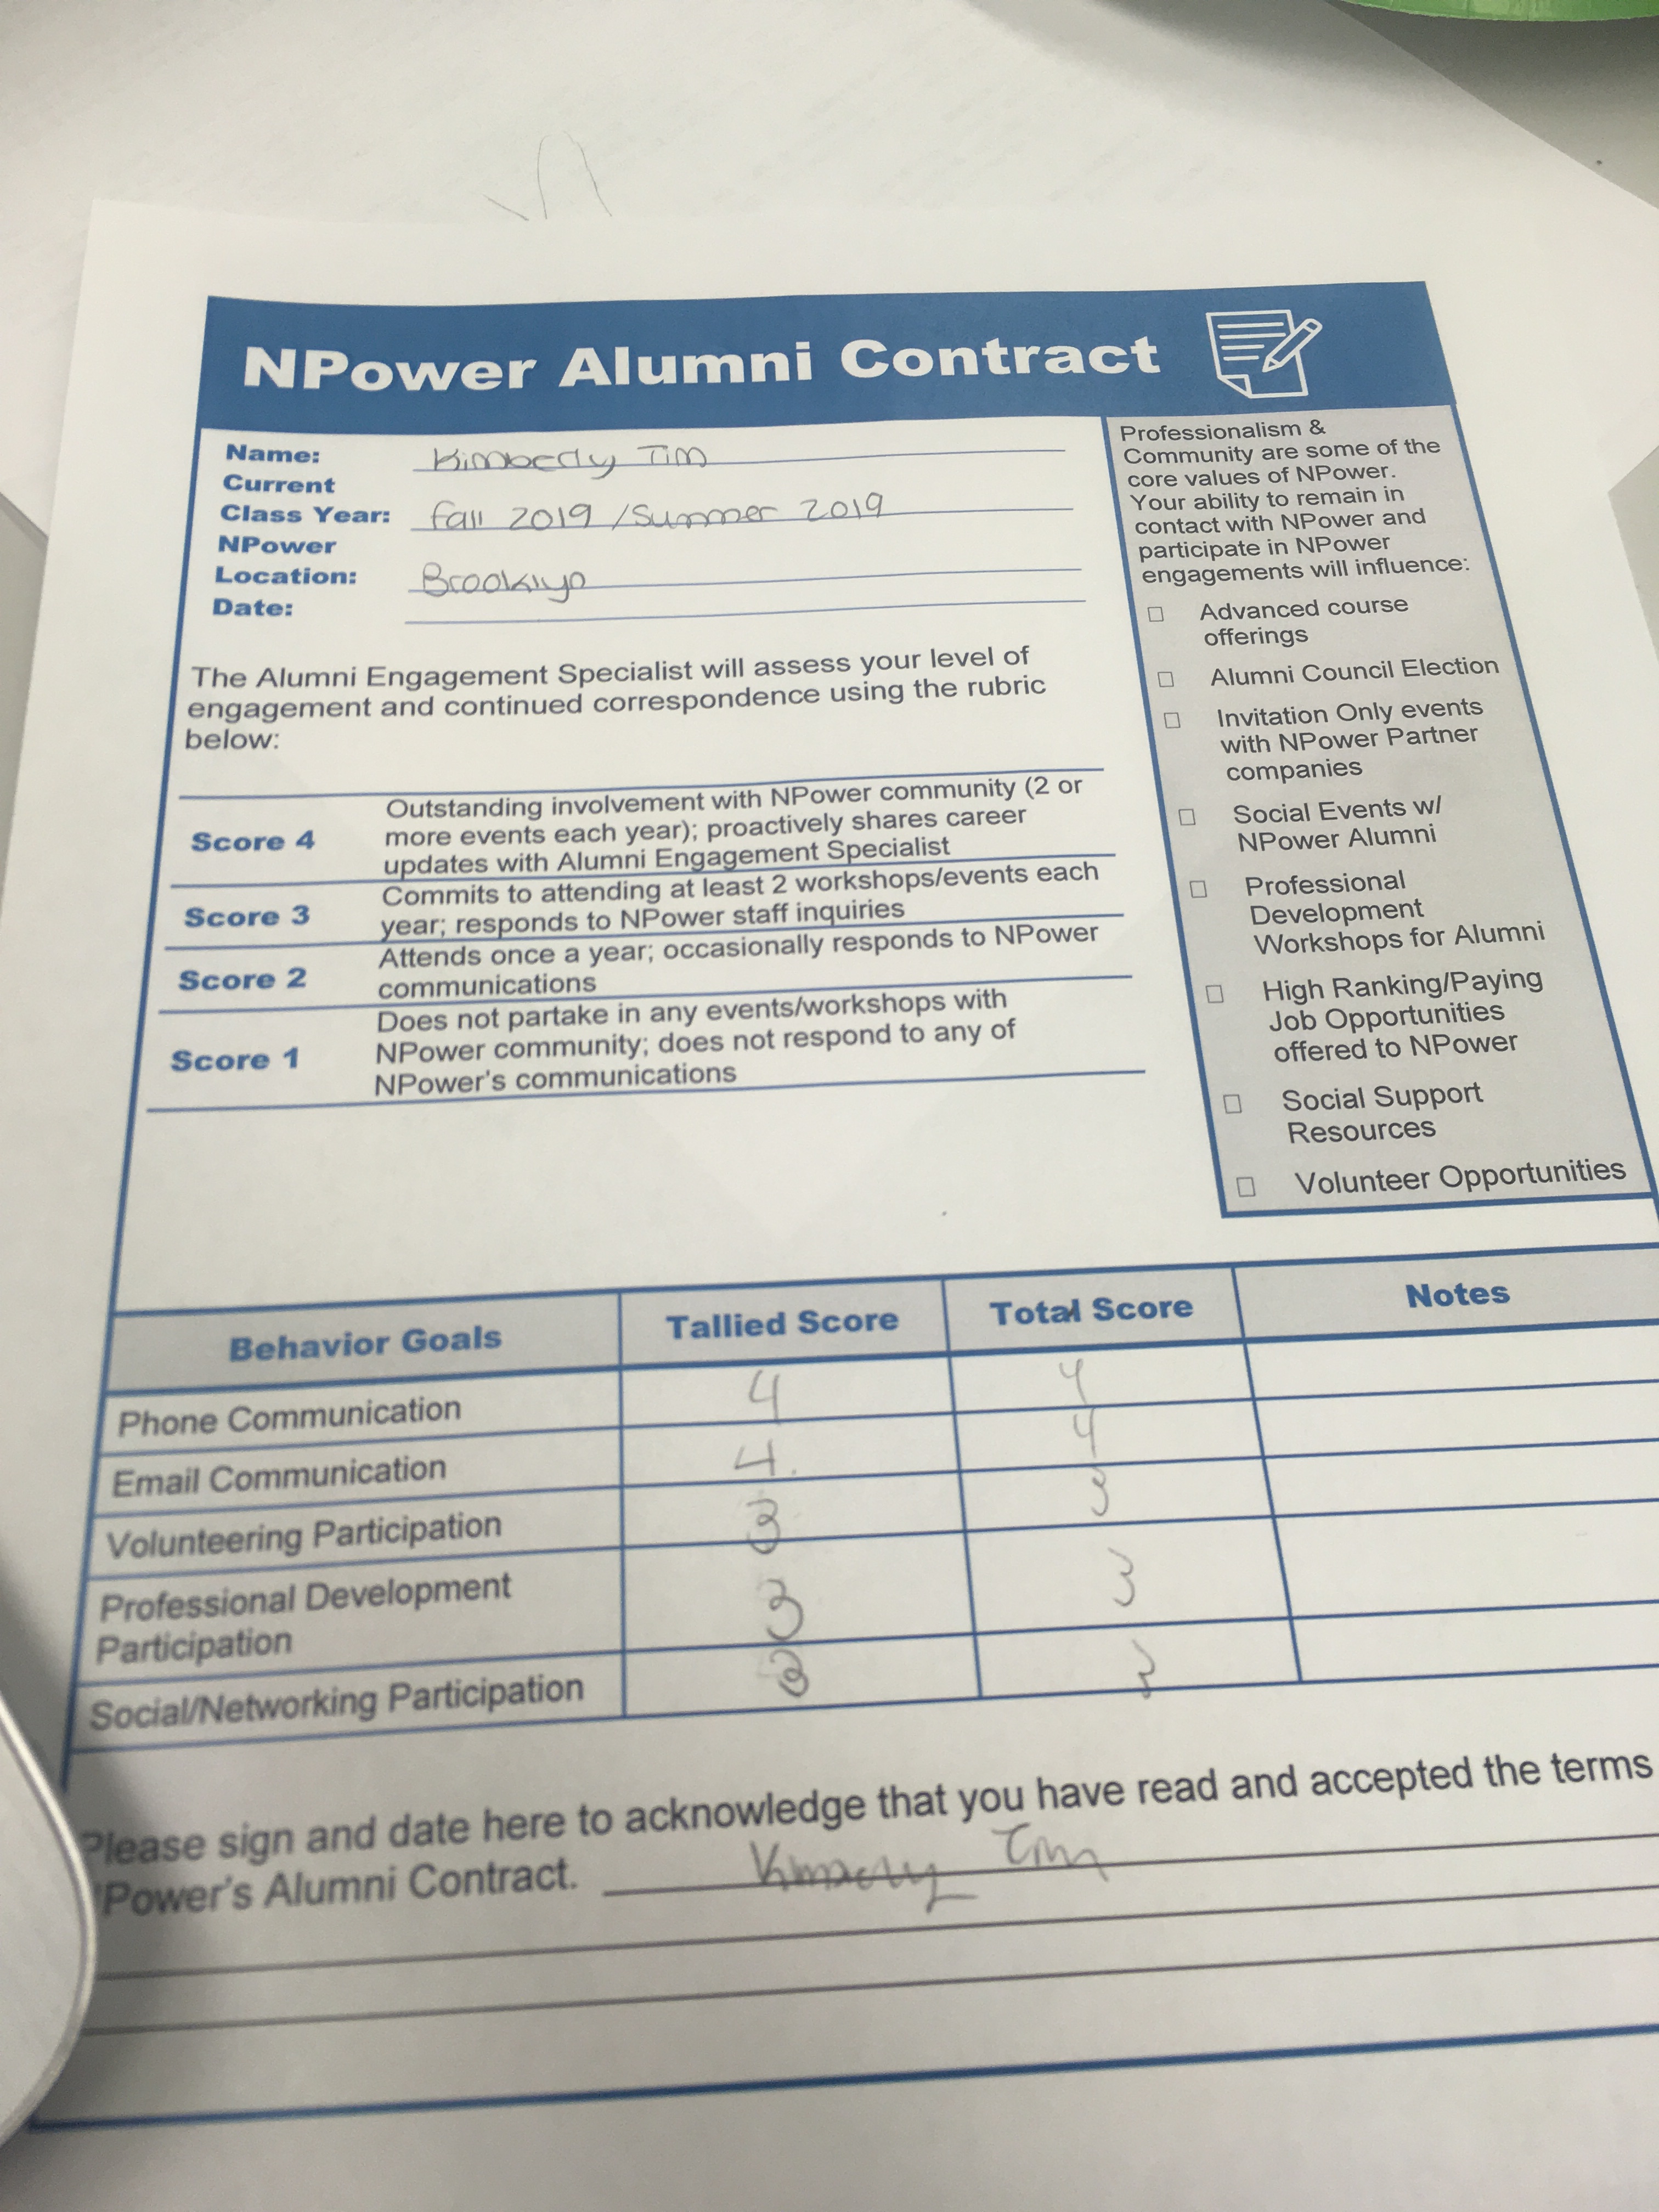 NPower Alumni Contract
Name: Kimberly Tim
Current
Class Year: Fall 2019 / Summer 2019
NPower
Location: Brooklyn
Date:
The Alumni Engagement Specialist will assess your level of
engagement and continued correspondence using the rubric
below:
Score 4
Outstanding involvement with NPower community (2 or
more events each year); proactively shares career
updates with Alumni Engagement Specialist
Score 3
Commits to attending at least 2 workshops/events each
year; responds to NPower staff inquiries
Score 2
Attends once a year; occasionally responds to NPower
communications
Score 1
Does not partake in any events/workshops with
NPower community; does not respond to any of
NPower's communications
Professionalism &
Community are some of the
core values of NPower.
Your ability to remain in
contact with NPower and
participate in NPower
engagements will influence:
Advanced course
offerings
Alumni Council Election
Invitation Only events
with NPower Partner
companies
Social Events w/
NPower Alumni
Professional
Development
Workshops for Alumni
High Ranking/Paying
Job Opportunities
offered to NPower
Social Support
Resources
Volunteer Opportunities
Behavior Goals Tallied Score Total Score Notes
Phone Communication 4 4
Email Communication 4. 4
Volunteering Participation 3 3
Professional Development
Participation 3 3
Social/Networking Participation 3
Please sign and date here to acknowledge that you have read and accepted the terms
Power's Alumni Contract. Kimberly Tim